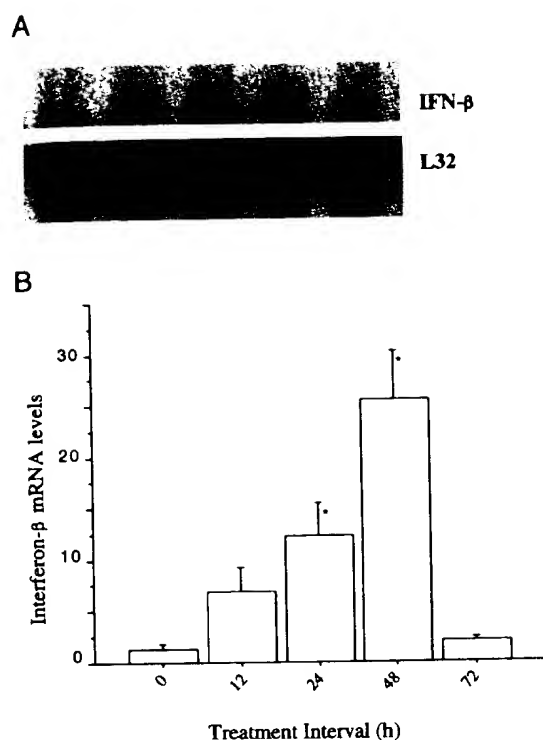 A
IFN-β
L32
B
Interferon-β mRNA levels
30
20
10
0
0 12 24 48 72
Treatment Interval (h)